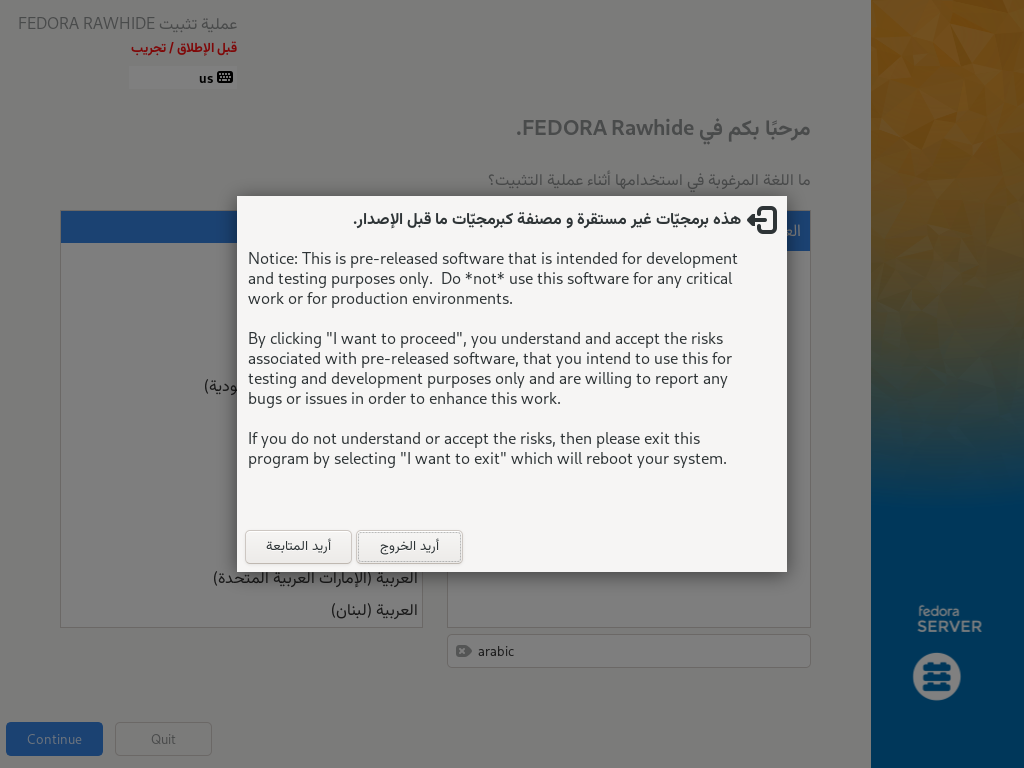 عملية تثبيت FEDORA RAWHIDE
قبل الإطلاق / تجريب
us
مرحبًا بكم في FEDORA Rawhide.
ما اللغة المرغوبة في استخدامها أثناء عملية التثبيت؟
هذه برمجيّات غير مستقرة و مصنفة كبرمجيّات ما قبل الإصدار.
Notice: This is pre-released software that is intended for development
and testing purposes only.  Do *not* use this software for any critical
work or for production environments.
By clicking "I want to proceed", you understand and accept the risks
associated with pre-released software, that you intend to use this for
testing and development purposes only and are willing to report any
bugs or issues in order to enhance this work.
If you do not understand or accept the risks, then please exit this
program by selecting "I want to exit" which will reboot your system.
أريد الخروج
أريد المتابعة
العربية (الإمارات العربية المتحدة)
العربية (لبنان)
arabic
Continue
Quit
fedora
SERVER